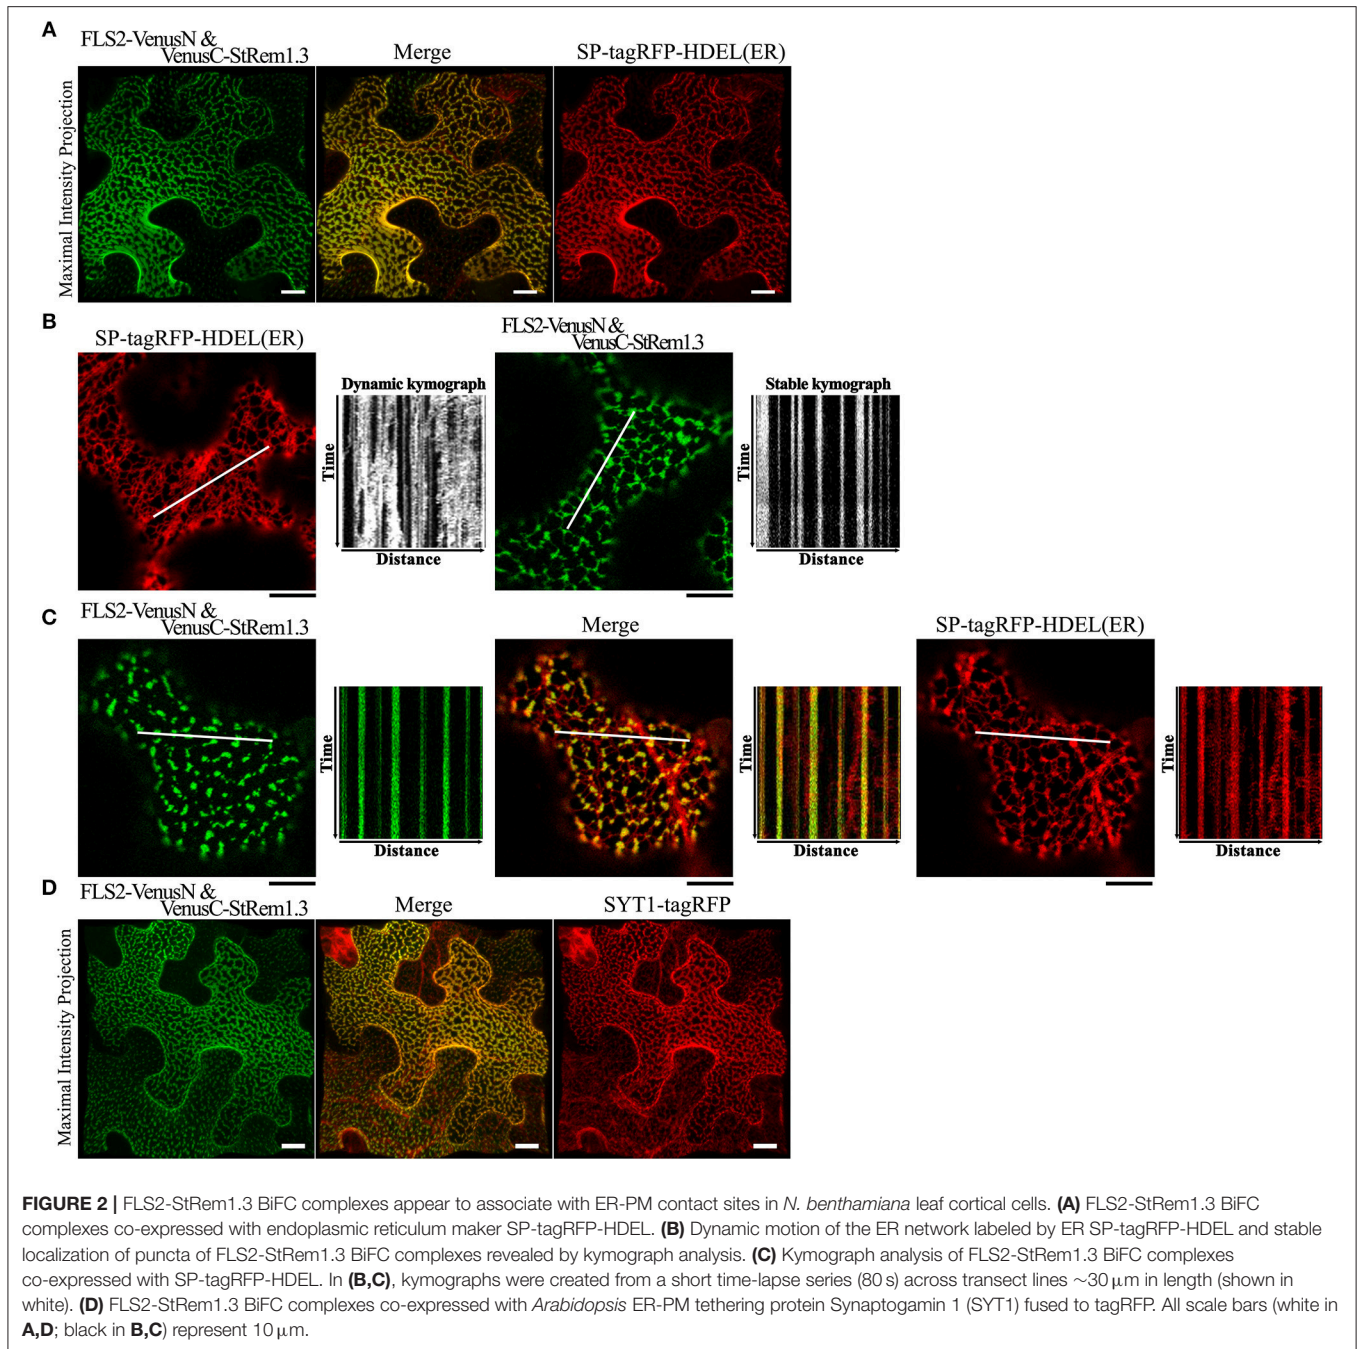 A
FLS2-VenusN &
VenusC-StRem1.3
Merge
SP-tagRFP-HDEL(ER)
Maximal Intensity Projection
B
SP-tagRFP-HDEL(ER)
Dynamic kymograph
Time
Distance
FLS2-VenusN &
VenusC-StRem1.3
Stable kymograph
Time
Distance
C
FLS2-VenusN &
VenusC-StRem1.3
Time
Distance
Merge
Time
Distance
SP-tagRFP-HDEL(ER)
Time
Distance
D
FLS2-VenusN &
VenusC-StRem1.3
Merge
SYT1-tagRFP
Maximal Intensity Projection
FIGURE 2 | FLS2-StRem1.3 BiFC complexes appear to associate with ER-PM contact sites in N. benthamiana leaf cortical cells. (A) FLS2-StRem1.3 BiFC
complexes co-expressed with endoplasmic reticulum maker SP-tagRFP-HDEL. (B) Dynamic motion of the ER network labeled by ER SP-tagRFP-HDEL and stable
localization of puncta of FLS2-StRem1.3 BiFC complexes revealed by kymograph analysis. (C) Kymograph analysis of FLS2-StRem1.3 BiFC complexes
co-expressed with SP-tagRFP-HDEL. In (B,C), kymographs were created from a short time-lapse series (80 s) across transect lines ∼30 μm in length (shown in
white). (D) FLS2-StRem1.3 BiFC complexes co-expressed with Arabidopsis ER-PM tethering protein Synaptogamin 1 (SYT1) fused to tagRFP. All scale bars (white in
A,D; black in B,C) represent 10 μm.